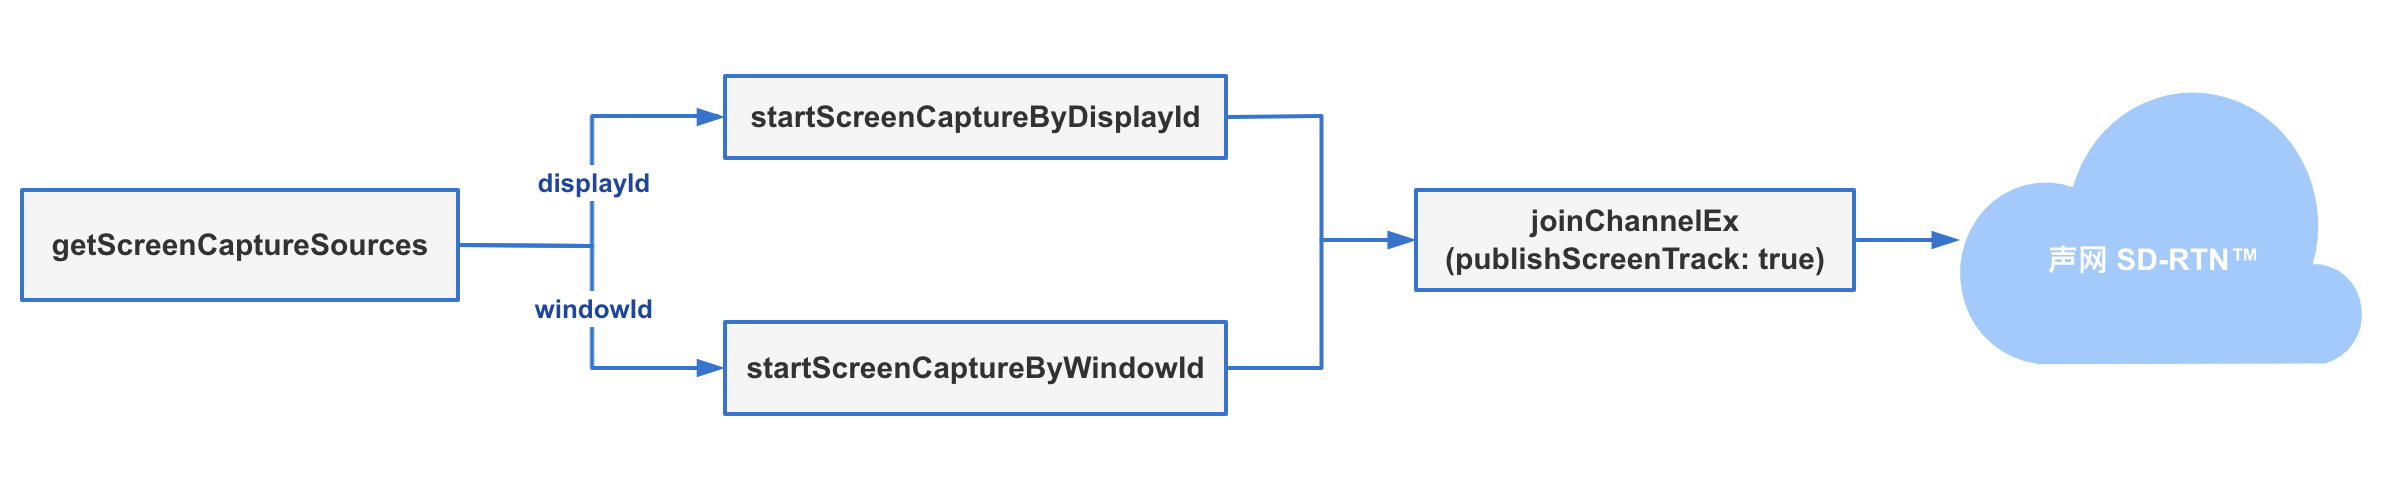 getScreenCaptureSources
displayId
windowId
startScreenCaptureByDisplayId
startScreenCaptureByWindowId
joinChannelEx
(publishScreenTrack: true)
声网 SD-RTN™